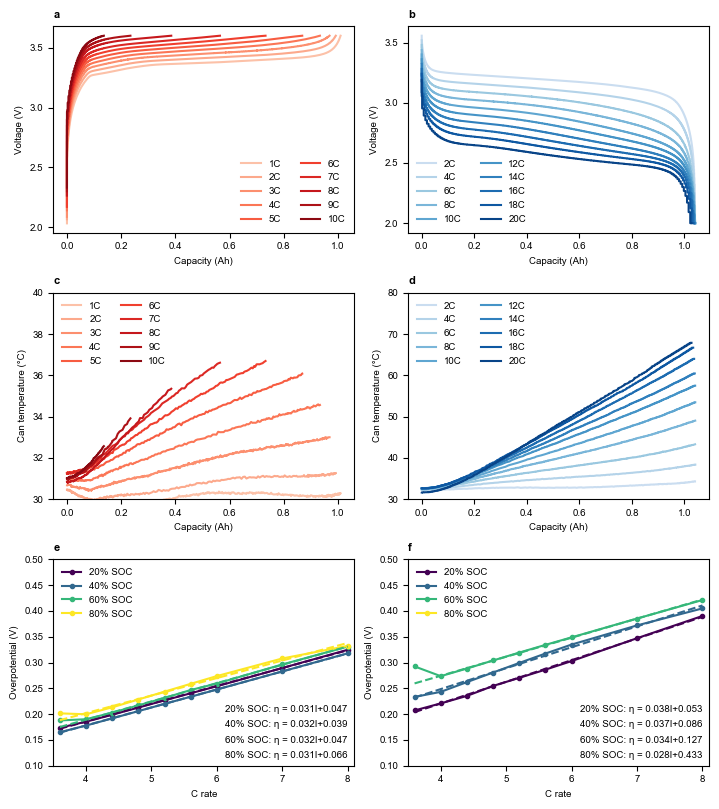 a
3.5
3.0
2.5
2.0
Voltage (V)
1C
2C
3C
4C
5C
6C
7C
8C
9C
10C
0.0 0.2 0.4 0.6 0.8 1.0
Capacity (Ah)
b
3.5
3.0
2.5
2.0
Voltage (V)
2C
4C
6C
8C
10C
12C
14C
16C
18C
20C
0.0 0.2 0.4 0.6 0.8 1.0
Capacity (Ah)
c
40
38
36
34
32
30
Can temperature (°C)
1C
2C
3C
4C
5C
6C
7C
8C
9C
10C
0.0 0.2 0.4 0.6 0.8 1.0
Capacity (Ah)
d
80
70
60
50
40
30
Can temperature (°C)
2C
4C
6C
8C
10C
12C
14C
16C
18C
20C
0.0 0.2 0.4 0.6 0.8 1.0
Capacity (Ah)
e
0.50
0.45
0.40
0.35
0.30
0.25
0.20
0.15
0.10
Overpotential (V)
20% SOC
40% SOC
60% SOC
80% SOC
20% SOC: η = 0.031I+0.047
40% SOC: η = 0.032I+0.039
60% SOC: η = 0.032I+0.047
80% SOC: η = 0.031I+0.066
4 5 6 7 8
C rate
f
0.50
0.45
0.40
0.35
0.30
0.25
0.20
0.15
0.10
Overpotential (V)
20% SOC
40% SOC
60% SOC
80% SOC
20% SOC: η = 0.038I+0.053
40% SOC: η = 0.037I+0.086
60% SOC: η = 0.034I+0.127
80% SOC: η = 0.028I+0.433
4 5 6 7 8
C rate